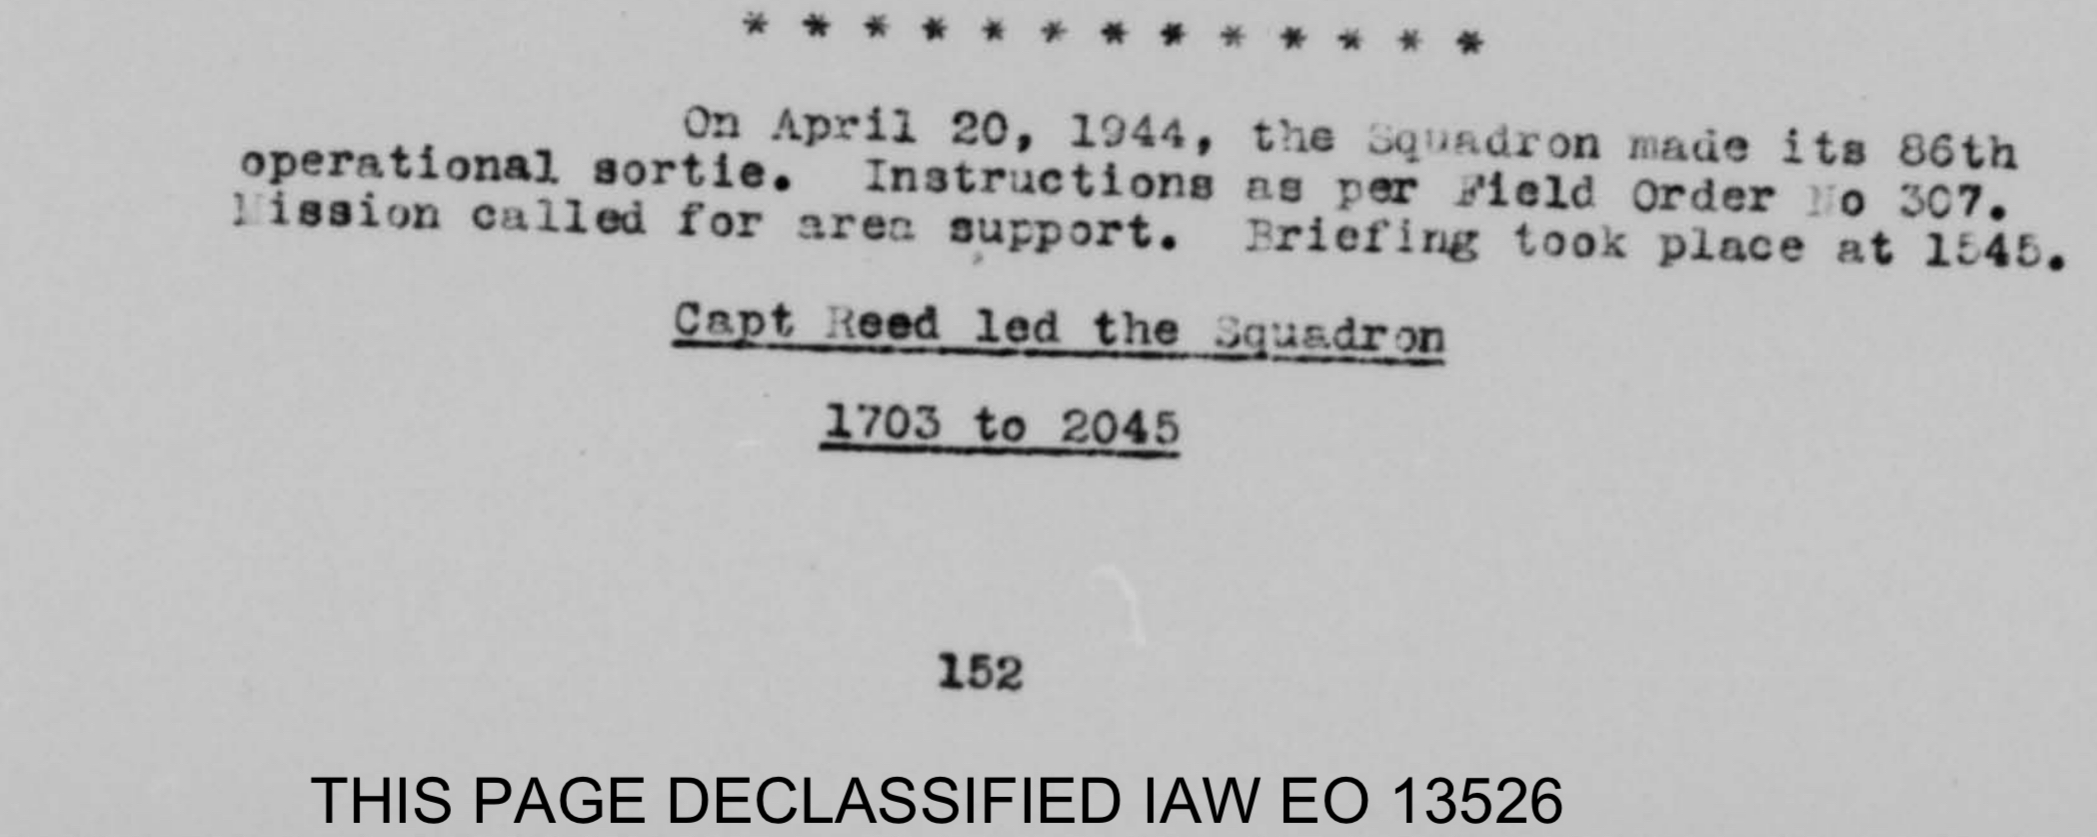 * * * * * * * * * * * * *
On April 20, 1944, the Squadron made its 86th
operational sortie. Instructions as per Field Order No 307.
Mission called for area support. Briefing took place at 1545.
Capt Reed led the Squadron
1703 to 2045
152
THIS PAGE DECLASSIFIED IAW EO 13526